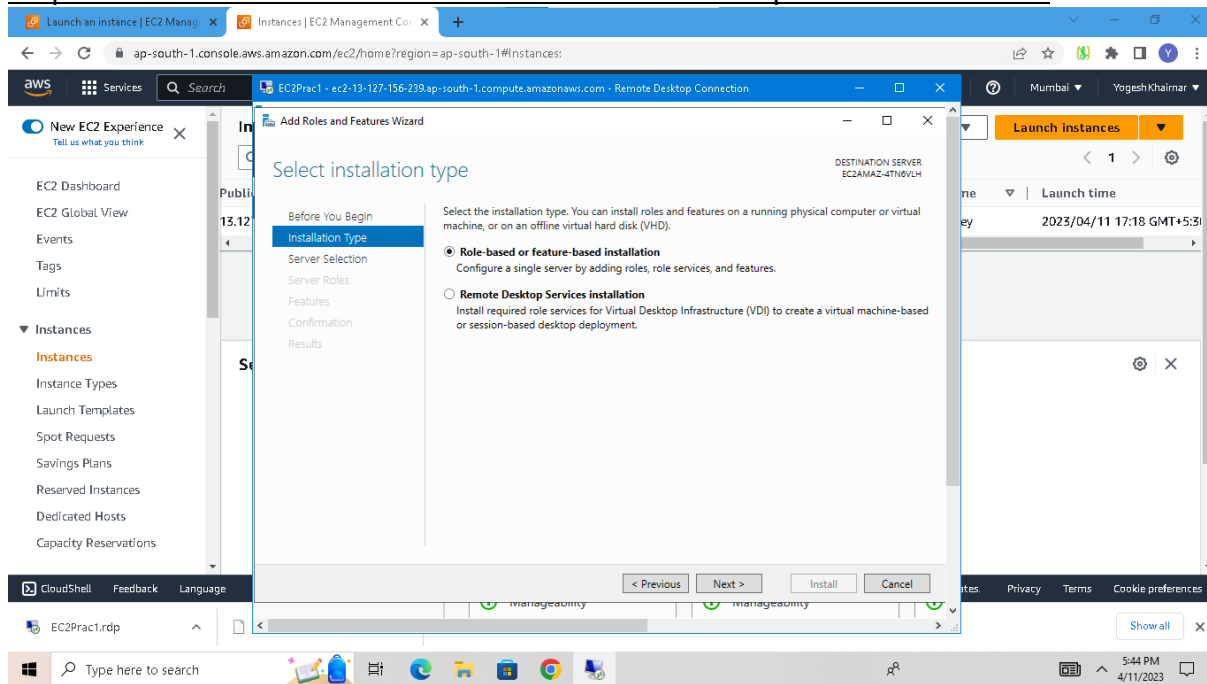 Launch an instance | EC2 Manag
Instances | EC2 Management Cor
ap-south-1.console.aws.amazon.com/ec2/home?region=ap-south-1#Instances:
Y
aws
Services
Search
EC2Prac1 - ec2-13-127-156-239.ap-south-1.compute.amazonaws.com - Remote Desktop Connection
Mumbai ▼
Yogesh Khairnar ▼
New EC2 Experience
Tell us what you think
EC2 Dashboard
EC2 Global View
Events
Tags
Limits
Instances
Instances
Instance Types
Launch Templates
Spot Requests
Savings Plans
Reserved Instances
Dedicated Hosts
Capacity Reservations
In
Publi
13.12
Se
Add Roles and Features Wizard
Select installation type
DESTINATION SERVER
EC2AMAZ-4TN6VLH
Before You Begin
Installation Type
Server Selection
Server Roles
Features
Confirmation
Results
Select the installation type. You can install roles and features on a running physical computer or virtual
machine, or on an offline virtual hard disk (VHD).
Role-based or feature-based installation
Configure a single server by adding roles, role services, and features.
Remote Desktop Services installation
Install required role services for Virtual Desktop Infrastructure (VDI) to create a virtual machine-based
or session-based desktop deployment.
< Previous
Next >
Install
Cancel
Manageability
Manageability
Launch instances
1
me
Launch time
ey
2023/04/11 17:18 GMT+5:3
CloudShell
Feedback
Language
ates.
Privacy
Terms
Cookie preferences
EC2Prac1.rdp
Show all
Type here to search
5:44 PM
4/11/2023